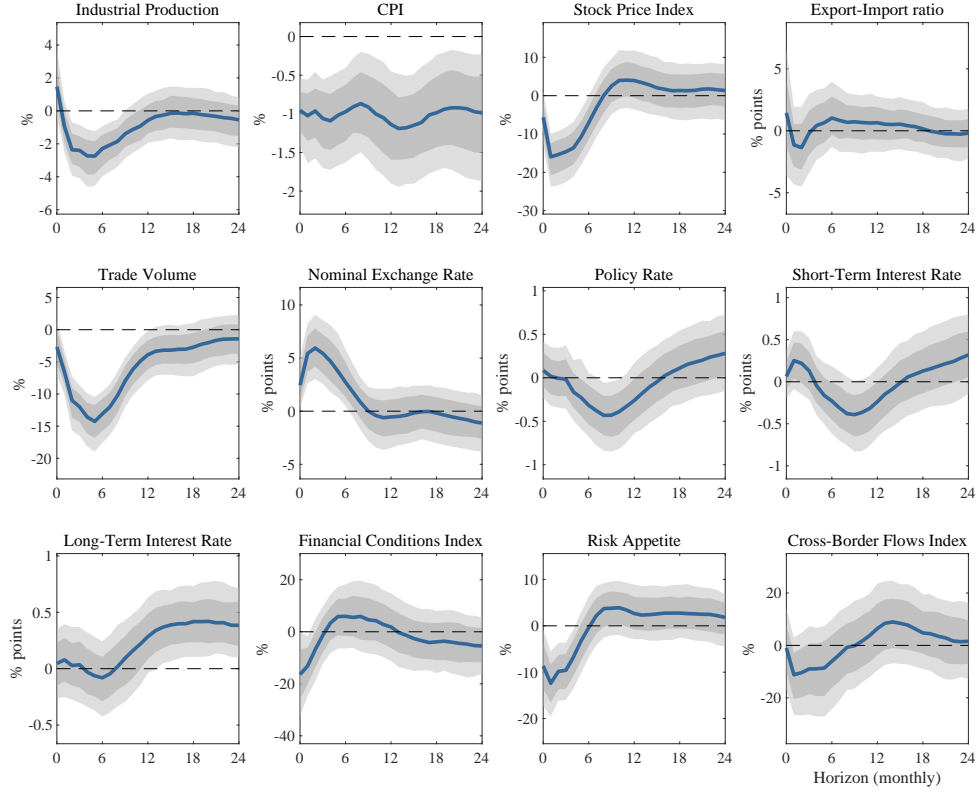 Industrial Production
%
4
2
0
-2
-4
-6
0 6 12 18 24
CPI
%
0
-0.5
-1
-1.5
-2
0 6 12 18 24
Stock Price Index
%
10
0
-10
-20
-30
0 6 12 18 24
Export-Import ratio
% points
5
0
-5
0 6 12 18 24
Trade Volume
%
5
0
-5
-10
-15
-20
0 6 12 18 24
Nominal Exchange Rate
% points
10
5
0
-5
0 6 12 18 24
Policy Rate
% points
1
0.5
0
-0.5
-1
0 6 12 18 24
Short-Term Interest Rate
% points
1
0.5
0
-0.5
-1
0 6 12 18 24
Long-Term Interest Rate
% points
1
0.5
0
-0.5
0 6 12 18 24
Financial Conditions Index
%
20
0
-20
-40
0 6 12 18 24
Risk Appetite
%
10
0
-10
-20
0 6 12 18 24
Cross-Border Flows Index
%
20
0
-20
0 6 12 18 24
Horizon (monthly)